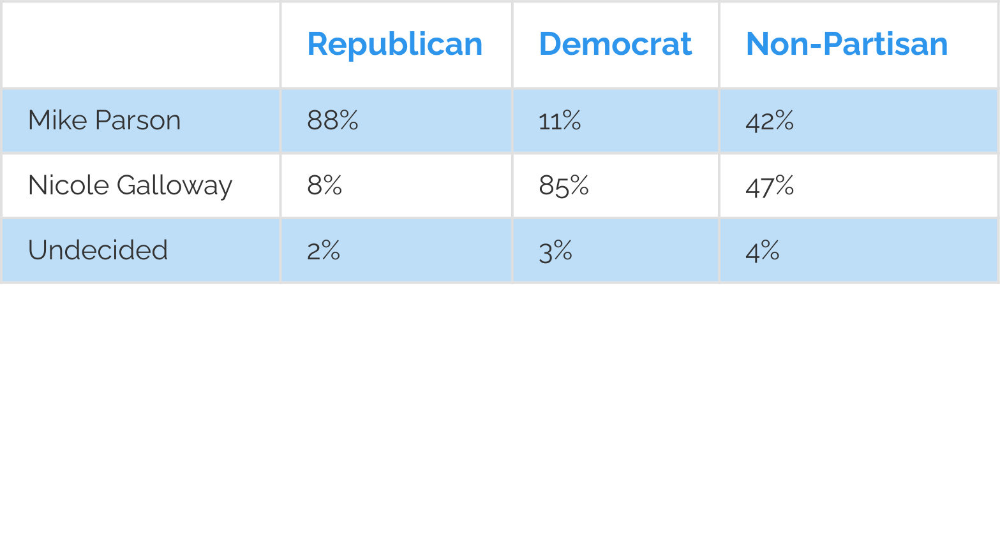 Republican Democrat Non-Partisan
Mike Parson 88% 11% 42%
Nicole Galloway 8% 85% 47%
Undecided 2% 3% 4%